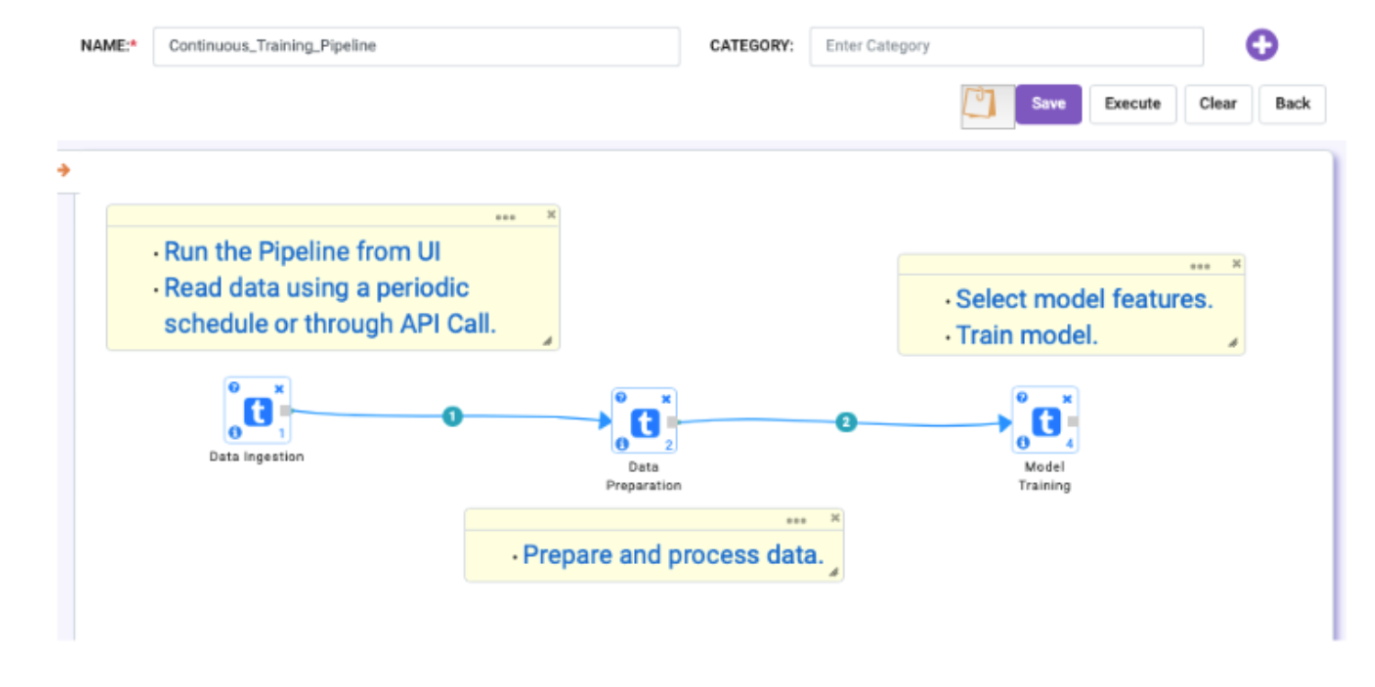 NAME:* Continuous_Training_Pipeline CATEGORY: Enter Category
Save Execute Clear Back
• Run the Pipeline from UI
• Read data using a periodic
schedule or through API Call.
• Select model features.
• Train model.
t 1
Data Ingestion
1
t 2
Data
Preparation
2
t 4
Model
Training
• Prepare and process data.